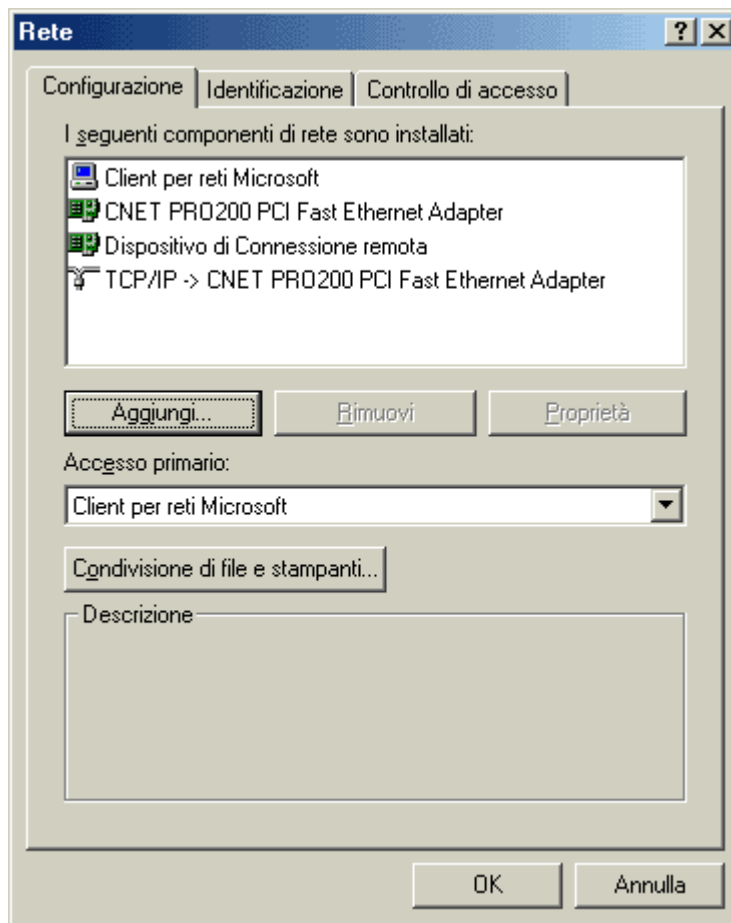 Rete
Configurazione Identificazione Controllo di accesso
I seguenti componenti di rete sono installati:
Client per reti Microsoft
CNET PRO200 PCI Fast Ethernet Adapter
Dispositivo di Connessione remota
TCP/IP -> CNET PRO200 PCI Fast Ethernet Adapter
Aggiungi... Rimuovi Proprietà
Accesso primario:
Client per reti Microsoft
Condivisione di file e stampanti...
Descrizione
OK Annulla